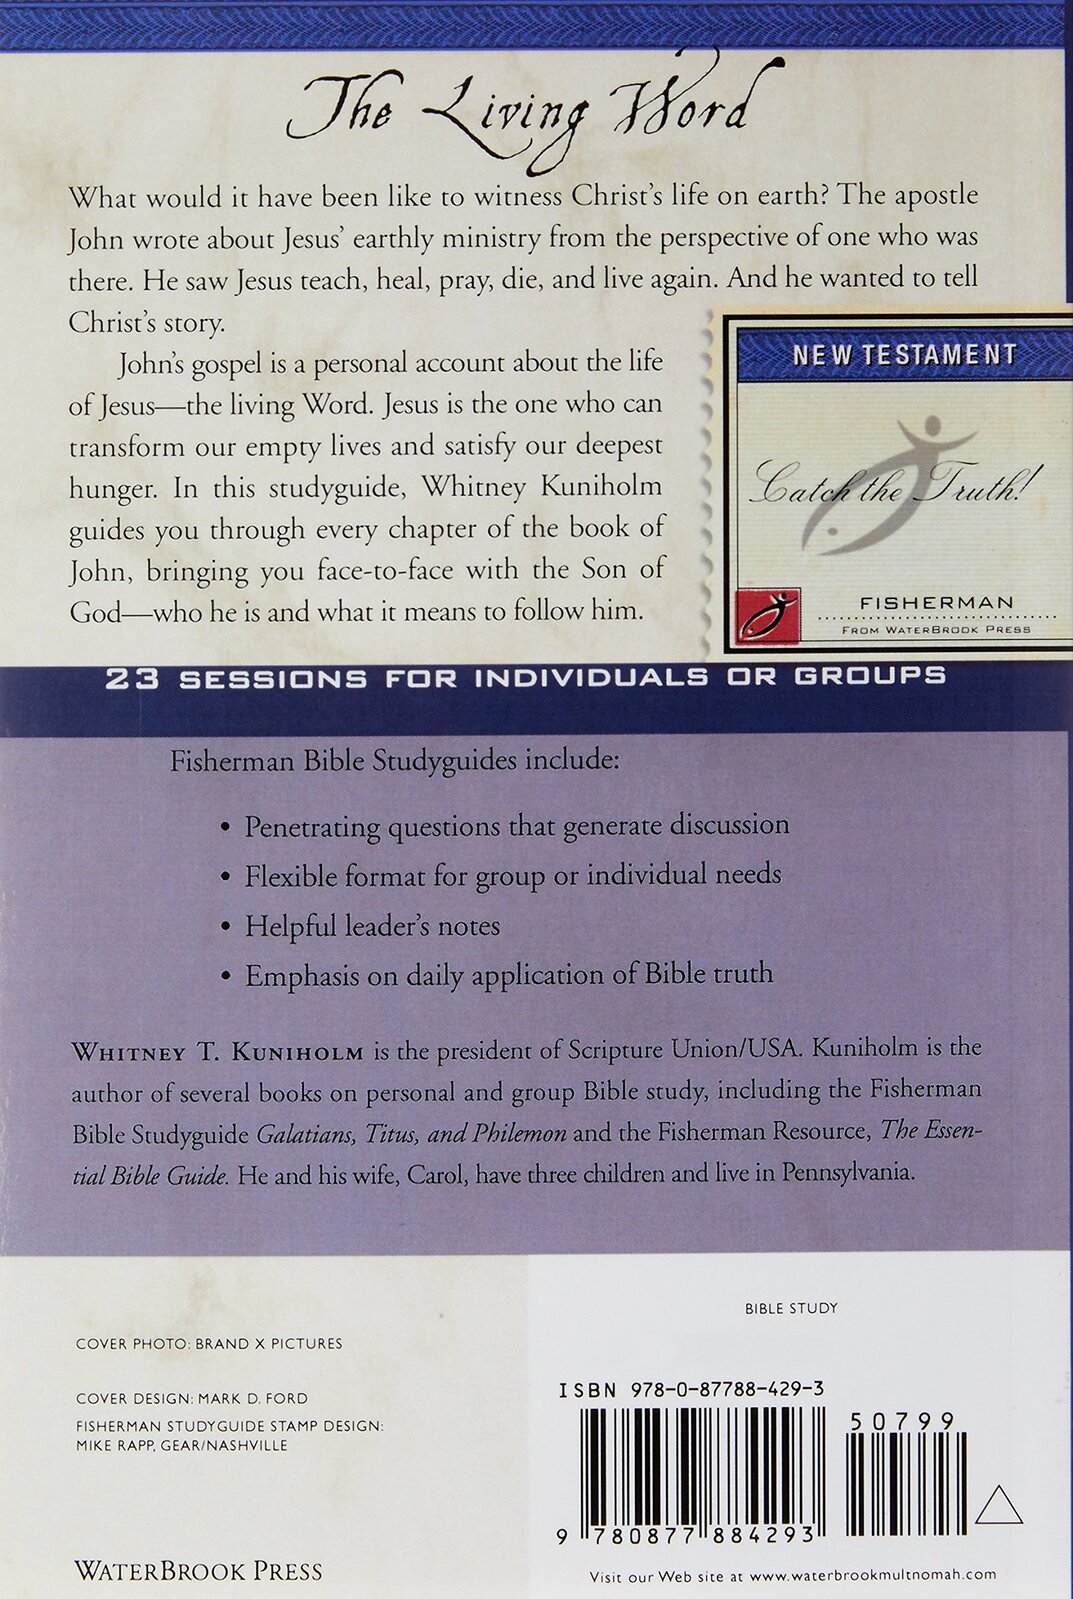 The Living Word
What would it have been like to witness Christ's life on earth? The apostle
John wrote about Jesus' earthly ministry from the perspective of one who was
there. He saw Jesus teach, heal, pray, die, and live again. And he wanted to tell
Christ's story.
John's gospel is a personal account about the life
of Jesus—the living Word. Jesus is the one who can
transform our empty lives and satisfy our deepest
hunger. In this studyguide, Whitney Kuniholm
guides you through every chapter of the book of
John, bringing you face-to-face with the Son of
God—who he is and what it means to follow him.
NEW TESTAMENT
Catch the Truth!
FISHERMAN
FROM WATERBROOK PRESS
23 SESSIONS FOR INDIVIDUALS OR GROUPS
Fisherman Bible Studyguides include:
• Penetrating questions that generate discussion
• Flexible format for group or individual needs
• Helpful leader's notes
• Emphasis on daily application of Bible truth
WHITNEY T. KUNIHOLM is the president of Scripture Union/USA. Kuniholm is the
author of several books on personal and group Bible study, including the Fisherman
Bible Studyguide Galatians, Titus, and Philemon and the Fisherman Resource, The Essen-
tial Bible Guide. He and his wife, Carol, have three children and live in Pennsylvania.
COVER PHOTO: BRAND X PICTURES
COVER DESIGN: MARK D. FORD
FISHERMAN STUDYGUIDE STAMP DESIGN:
MIKE RAPP, GEAR/NASHVILLE
WATERBROOK PRESS
BIBLE STUDY
ISBN 978-0-87788-429-3
50799
9 780877 884293
Visit our Web site at www.waterbrookmultnomah.com